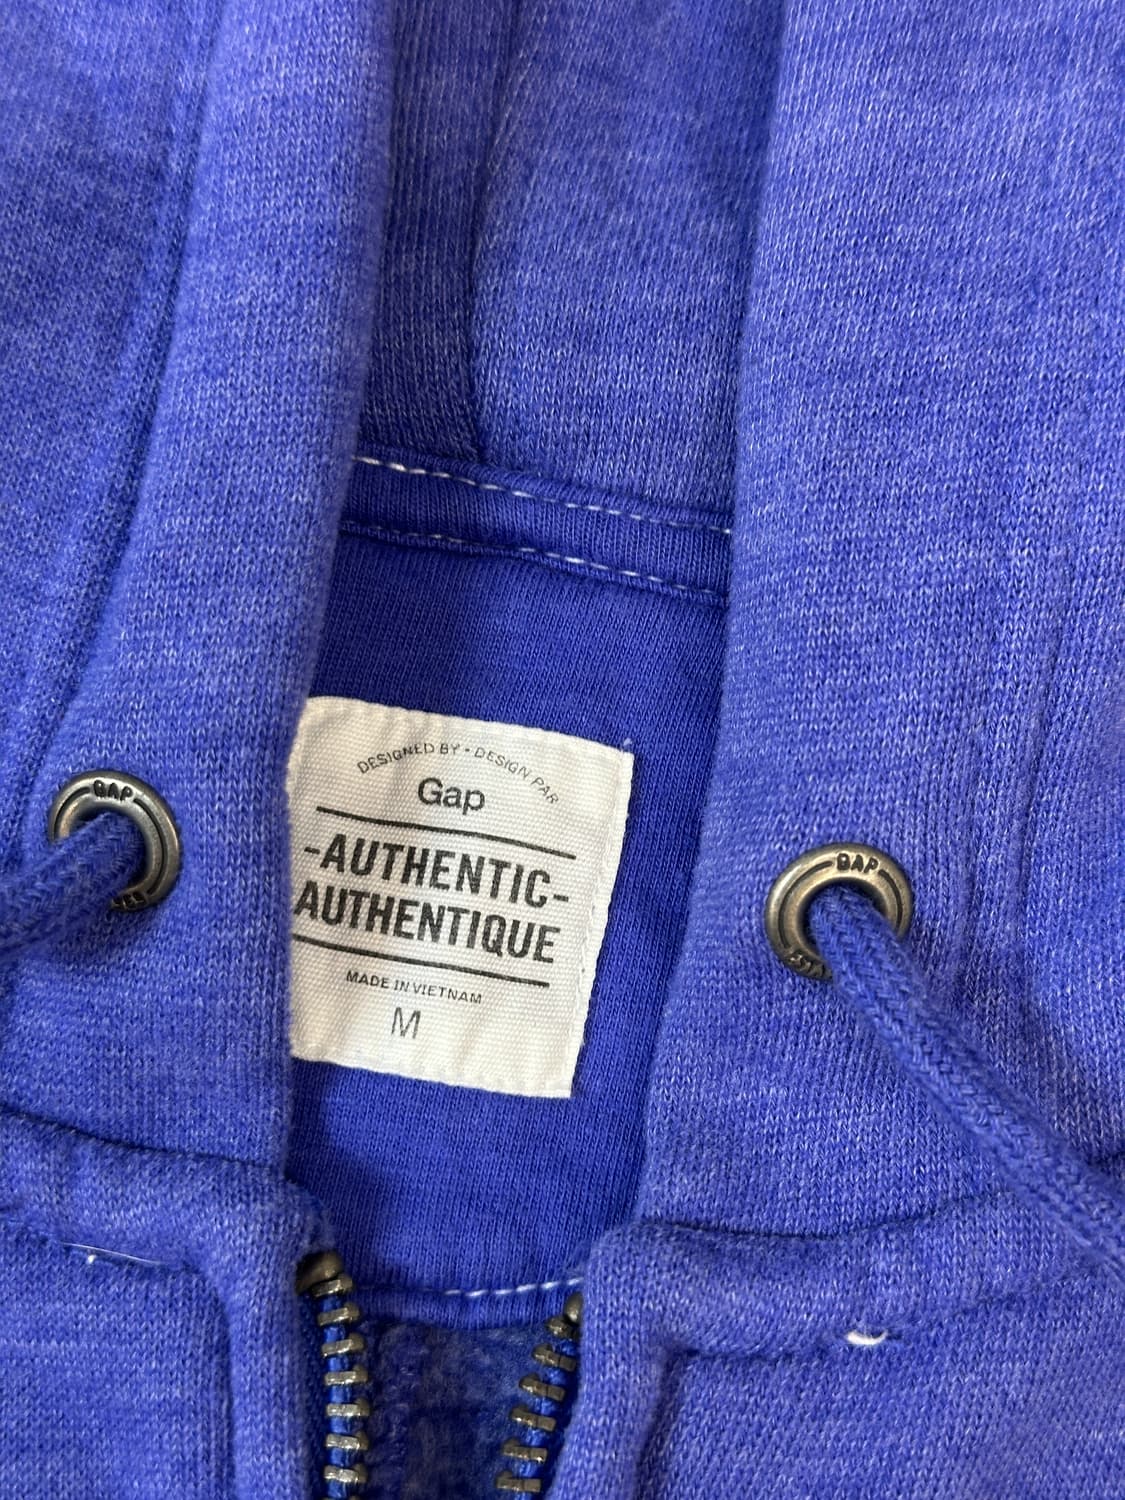 DESIGNED BY • DESIGN PAR
Gap
-AUTHENTIC-
AUTHENTIQUE
MADE IN VIETNAM
M
GAP
GAP